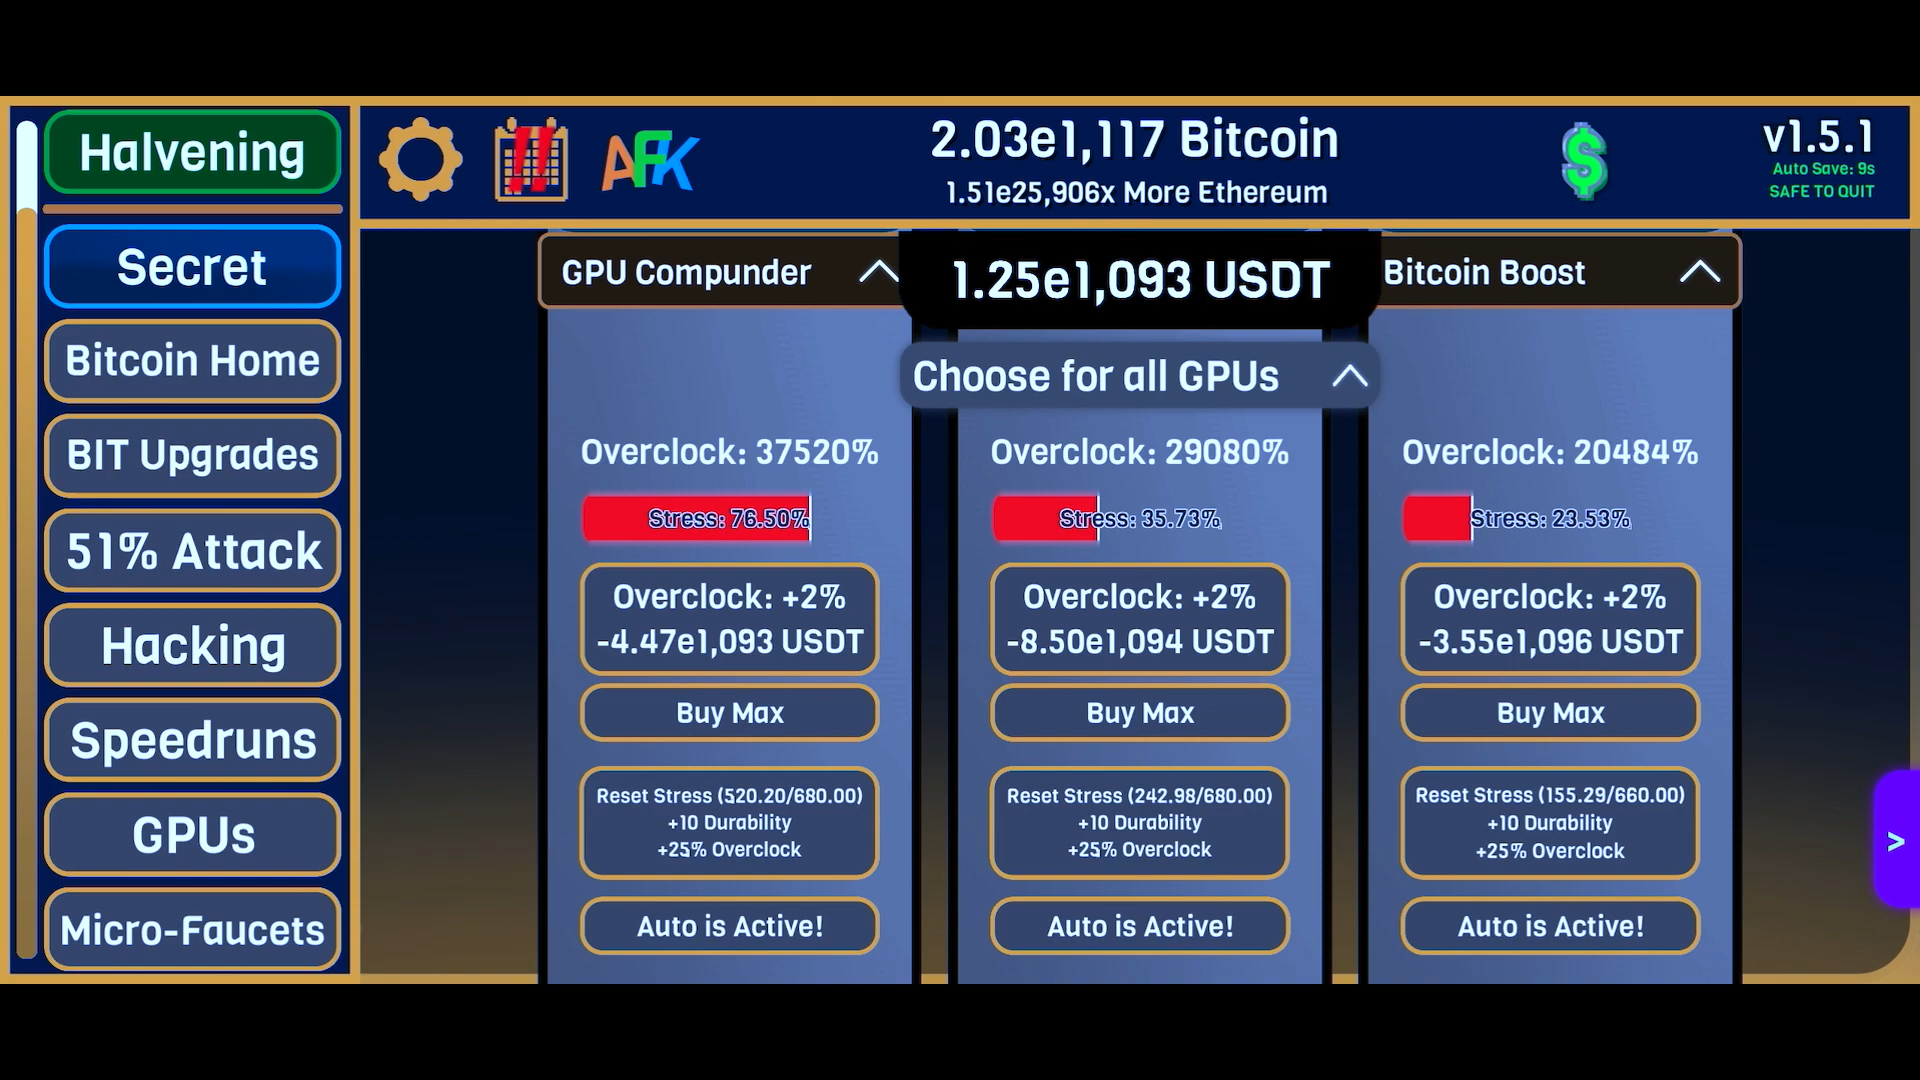 Halvening
Secret
Bitcoin Home
BIT Upgrades
51% Attack
Hacking
Speedruns
GPUs
Micro-Faucets
!!
AFK
2.03e1,117 Bitcoin
1.51e25,906x More Ethereum
$
v1.5.1
Auto Save: 9s
SAFE TO QUIT
GPU Compunder
1.25e1,093 USDT
Bitcoin Boost
Choose for all GPUs
Overclock: 37520%
Stress: 76.50%
Overclock: +2%
-4.47e1,093 USDT
Buy Max
Reset Stress (520.20/680.00)
+10 Durability
+25% Overclock
Auto is Active!
Overclock: 29080%
Stress: 35.73%
Overclock: +2%
-8.50e1,094 USDT
Buy Max
Reset Stress (242.98/680.00)
+10 Durability
+25% Overclock
Auto is Active!
Overclock: 20484%
Stress: 23.53%
Overclock: +2%
-3.55e1,096 USDT
Buy Max
Reset Stress (155.29/660.00)
+10 Durability
+25% Overclock
Auto is Active!
>